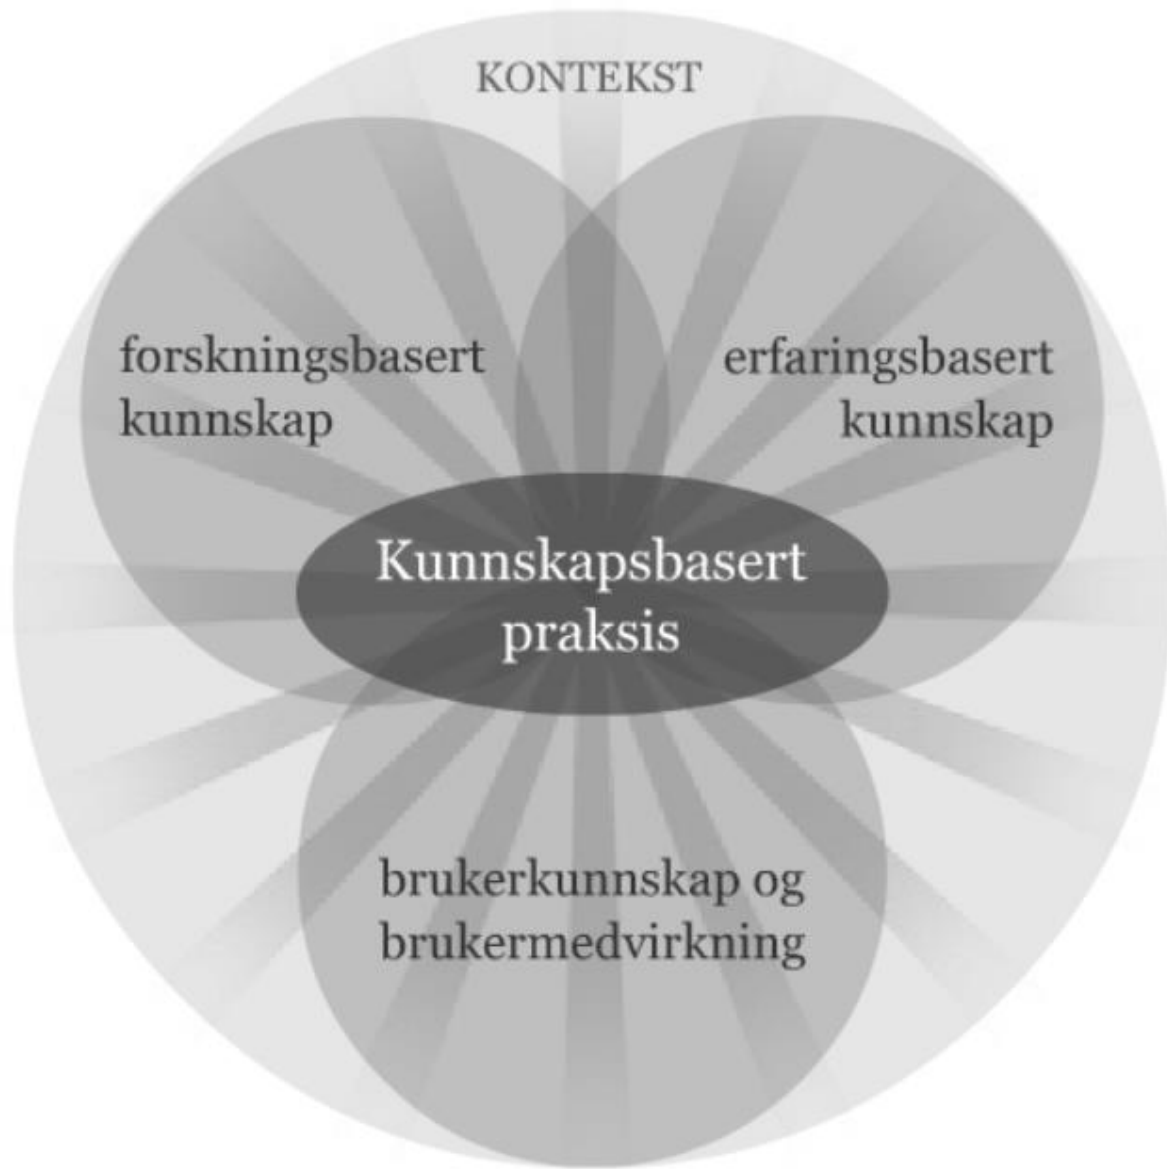 KONTEKST
forskningsbasert
kunnskap
erfaringsbasert
kunnskap
Kunnskapsbasert
praksis
brukerkunnskap og
brukermedvirkning